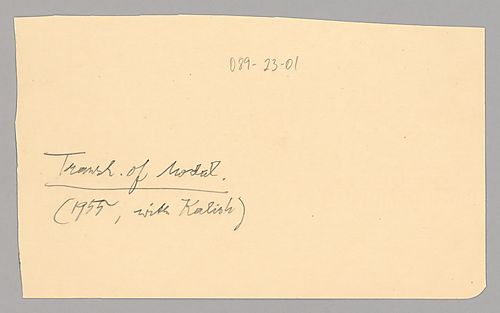 089-23-01
Transl. of Modal.
(1955, with Kalish)